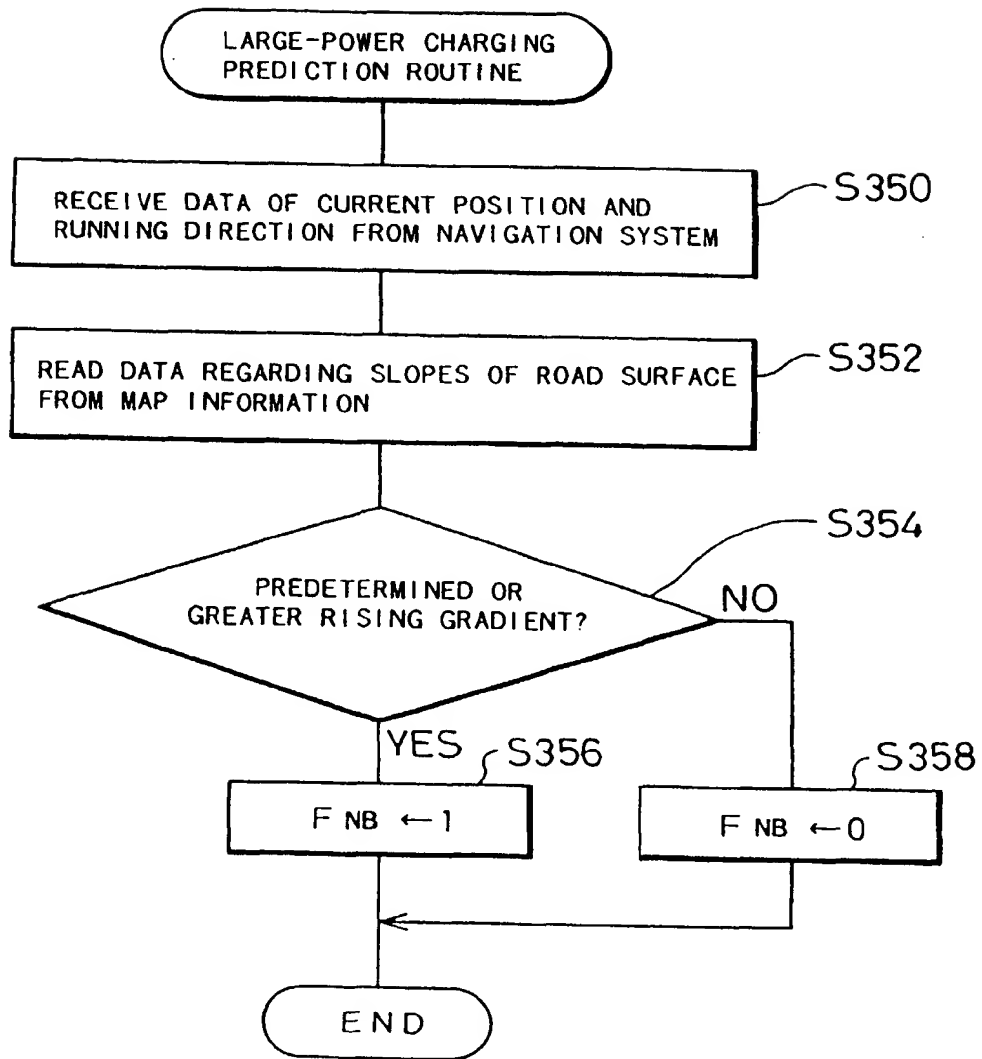 LARGE-POWER CHARGING
PREDICTION ROUTINE
RECEIVE DATA OF CURRENT POSITION AND
RUNNING DIRECTION FROM NAVIGATION SYSTEM
S350
READ DATA REGARDING SLOPES OF ROAD SURFACE
FROM MAP INFORMATION
S352
PREDETERMINED OR
GREATER RISING GRADIENT?
S354
NO
YES
S356
F NB ←1
S358
F NB ←0
END